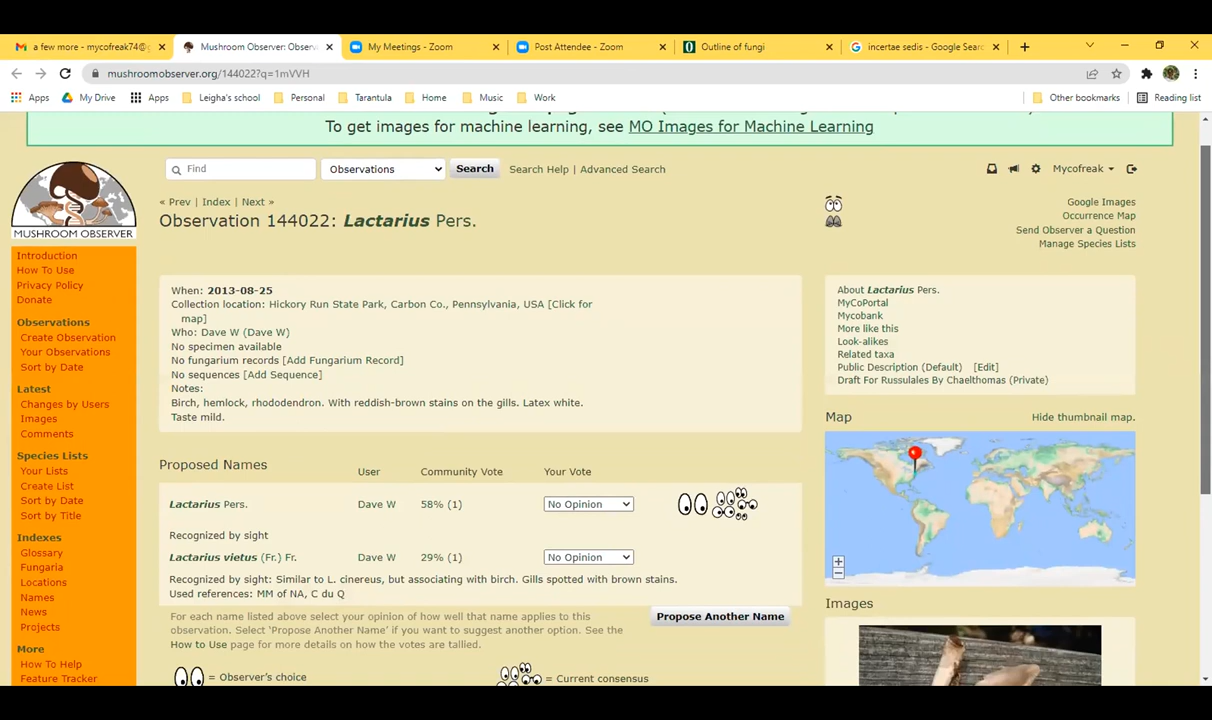 a few more - mycofreak74@g
Mushroom Observer: Observ
My Meetings - Zoom
Post Attendee - Zoom
Outline of fungi
incertae sedis - Google Sear
mushroomobserver.org/144022?q=1mVVH
Apps
My Drive
Apps
Leigha's school
Personal
Tarantula
Home
Music
Work
Other bookmarks
Reading list
To get images for machine learning, see MO Images for Machine Learning
Find
Observations
Search
Search Help | Advanced Search
Mycofreak
MUSHROOM OBSERVER
« Prev | Index | Next »
Observation 144022: Lactarius Pers.
Google Images
Occurrence Map
Send Observer a Question
Manage Species Lists
Introduction
How To Use
Privacy Policy
Donate
Observations
Create Observation
Your Observations
Sort by Date
Latest
Changes by Users
Images
Comments
Species Lists
Your Lists
Create List
Sort by Date
Sort by Title
Indexes
Glossary
Fungaria
Locations
Names
News
Projects
More
How To Help
Feature Tracker
When: 2013-08-25
Collection location: Hickory Run State Park, Carbon Co., Pennsylvania, USA [Click for
map]
Who: Dave W (Dave W)
No specimen available
No fungarium records [Add Fungarium Record]
No sequences [Add Sequence]
Notes:
Birch, hemlock, rhododendron. With reddish-brown stains on the gills. Latex white.
Taste mild.
About Lactarius Pers.
MyCoPortal
Mycobank
More like this
Look-alikes
Related taxa
Public Description (Default) [Edit]
Draft For Russulales By Chaelthomas (Private)
Map
Hide thumbnail map.
Proposed Names
User
Community Vote
Your Vote
Lactarius Pers.
Dave W
58% (1)
No Opinion
Recognized by sight
Lactarius vietus (Fr.) Fr.
Dave W
29% (1)
No Opinion
Recognized by sight: Similar to L. cinereus, but associating with birch. Gills spotted with brown stains.
Used references: MM of NA, C du Q
For each name listed above select your opinion of how well that name applies to this
observation. Select 'Propose Another Name' if you want to suggest another option. See the
How to Use page for more details on how the votes are tallied.
Propose Another Name
= Observer's choice
= Current consensus
+
−
Images